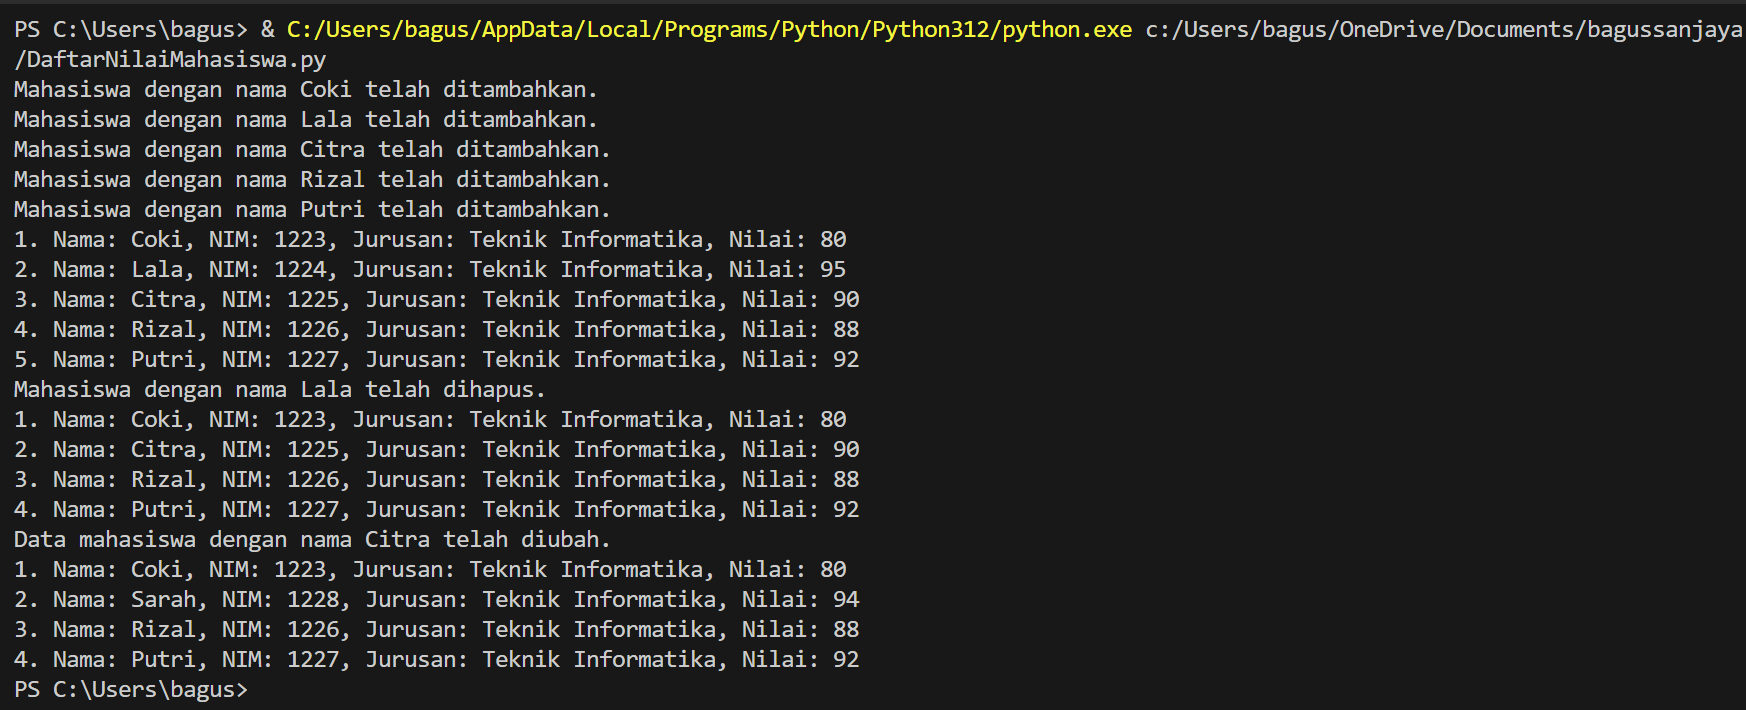 PS C:\Users\bagus> & C:/Users/bagus/AppData/Local/Programs/Python/Python312/python.exe c:/Users/bagus/OneDrive/Documents/bagussanjaya
/DaftarNilaiMahasiswa.py
Mahasiswa dengan nama Coki telah ditambahkan.
Mahasiswa dengan nama Lala telah ditambahkan.
Mahasiswa dengan nama Citra telah ditambahkan.
Mahasiswa dengan nama Rizal telah ditambahkan.
Mahasiswa dengan nama Putri telah ditambahkan.
1. Nama: Coki, NIM: 1223, Jurusan: Teknik Informatika, Nilai: 80
2. Nama: Lala, NIM: 1224, Jurusan: Teknik Informatika, Nilai: 95
3. Nama: Citra, NIM: 1225, Jurusan: Teknik Informatika, Nilai: 90
4. Nama: Rizal, NIM: 1226, Jurusan: Teknik Informatika, Nilai: 88
5. Nama: Putri, NIM: 1227, Jurusan: Teknik Informatika, Nilai: 92
Mahasiswa dengan nama Lala telah dihapus.
1. Nama: Coki, NIM: 1223, Jurusan: Teknik Informatika, Nilai: 80
2. Nama: Citra, NIM: 1225, Jurusan: Teknik Informatika, Nilai: 90
3. Nama: Rizal, NIM: 1226, Jurusan: Teknik Informatika, Nilai: 88
4. Nama: Putri, NIM: 1227, Jurusan: Teknik Informatika, Nilai: 92
Data mahasiswa dengan nama Citra telah diubah.
1. Nama: Coki, NIM: 1223, Jurusan: Teknik Informatika, Nilai: 80
2. Nama: Sarah, NIM: 1228, Jurusan: Teknik Informatika, Nilai: 94
3. Nama: Rizal, NIM: 1226, Jurusan: Teknik Informatika, Nilai: 88
4. Nama: Putri, NIM: 1227, Jurusan: Teknik Informatika, Nilai: 92
PS C:\Users\bagus>